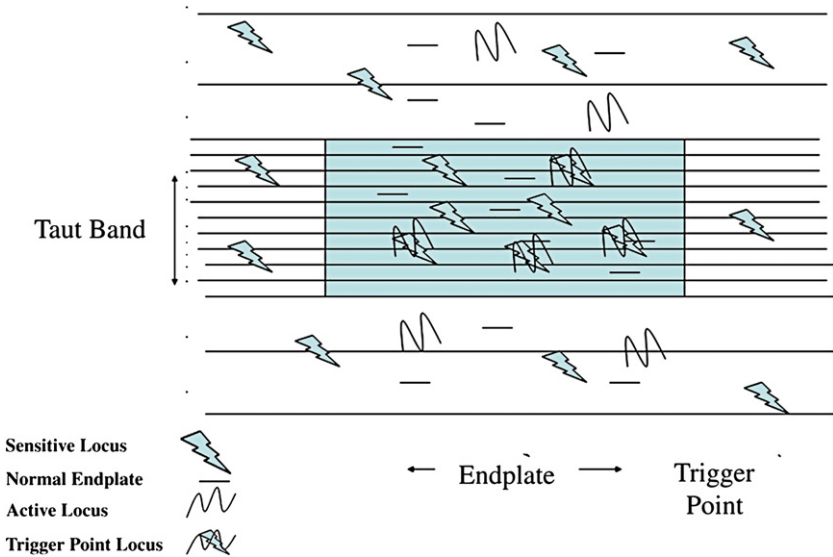 Taut Band
Sensitive Locus
Normal Endplate
Active Locus
Trigger Point Locus
Endplate
Trigger
Point